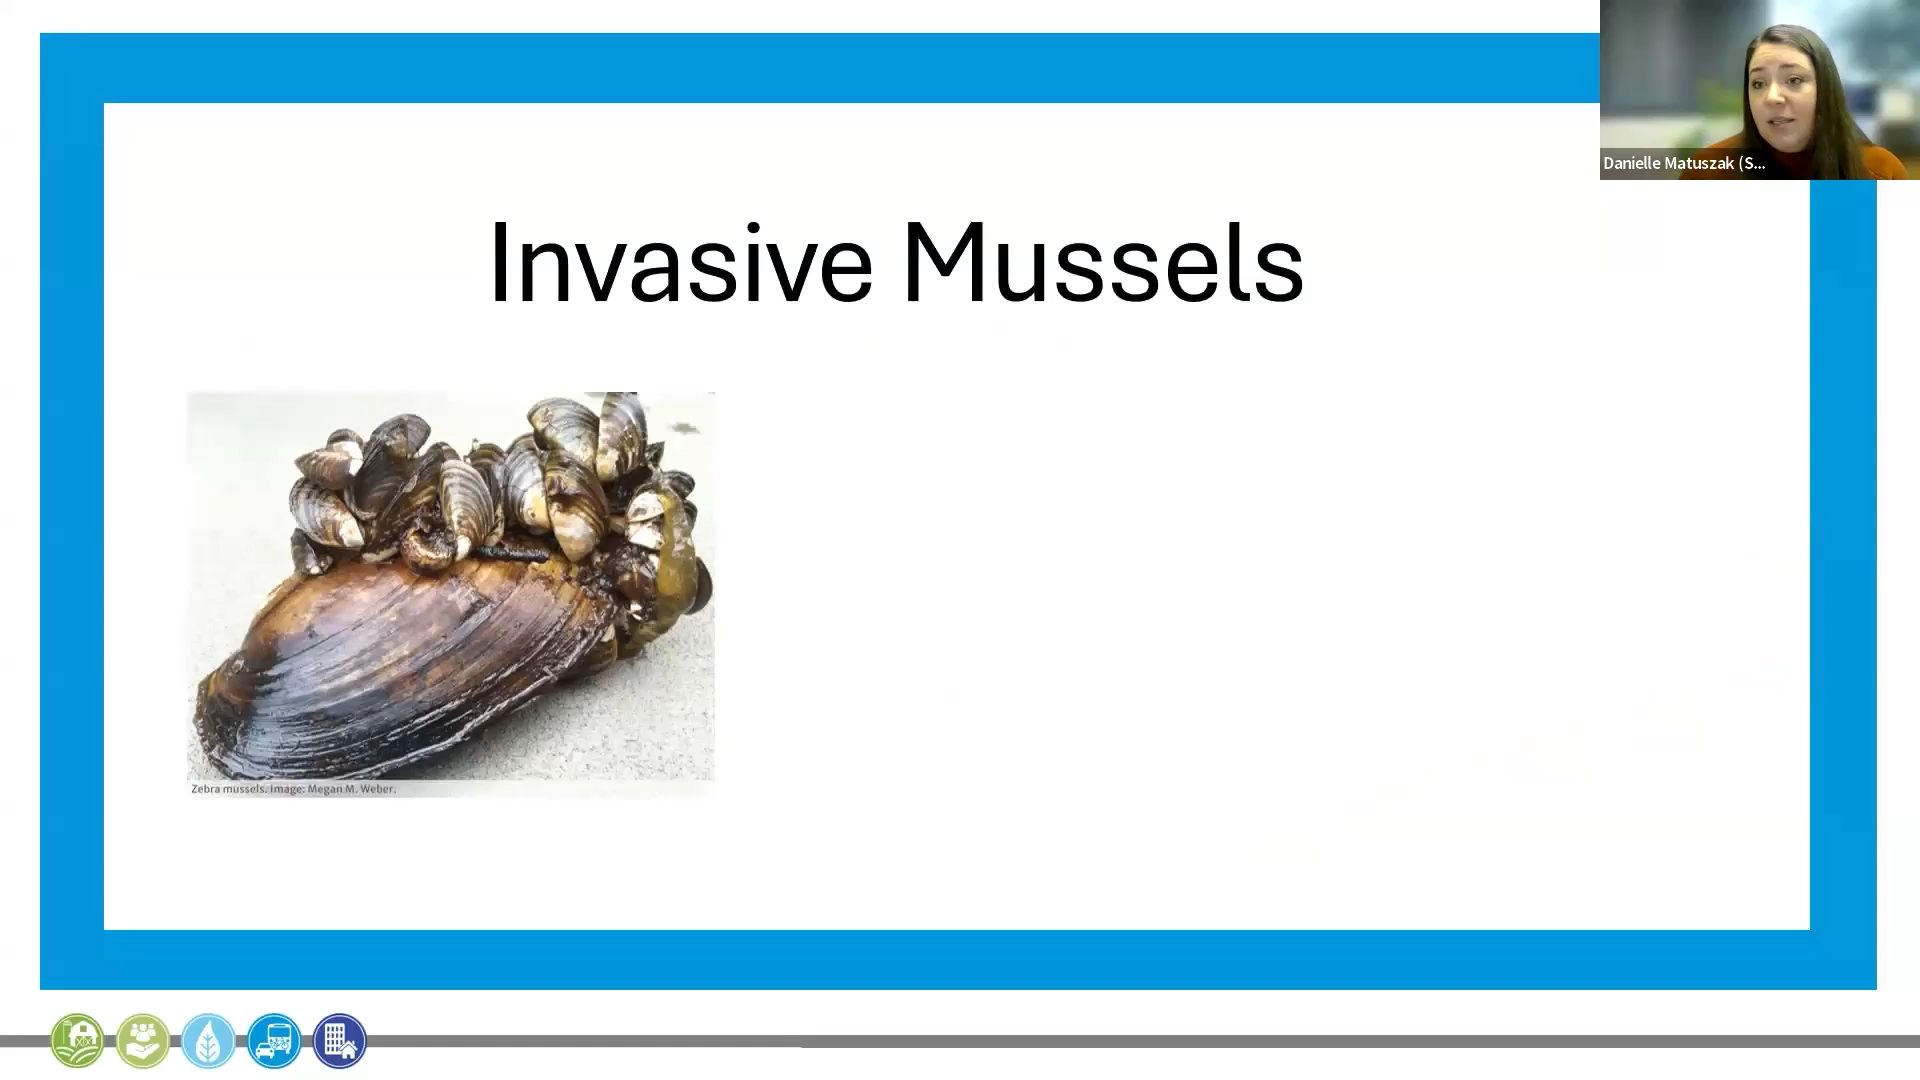 Danielle Matuszak (S...
Invasive Mussels
Zebra mussels. Image: Megan M. Weber.